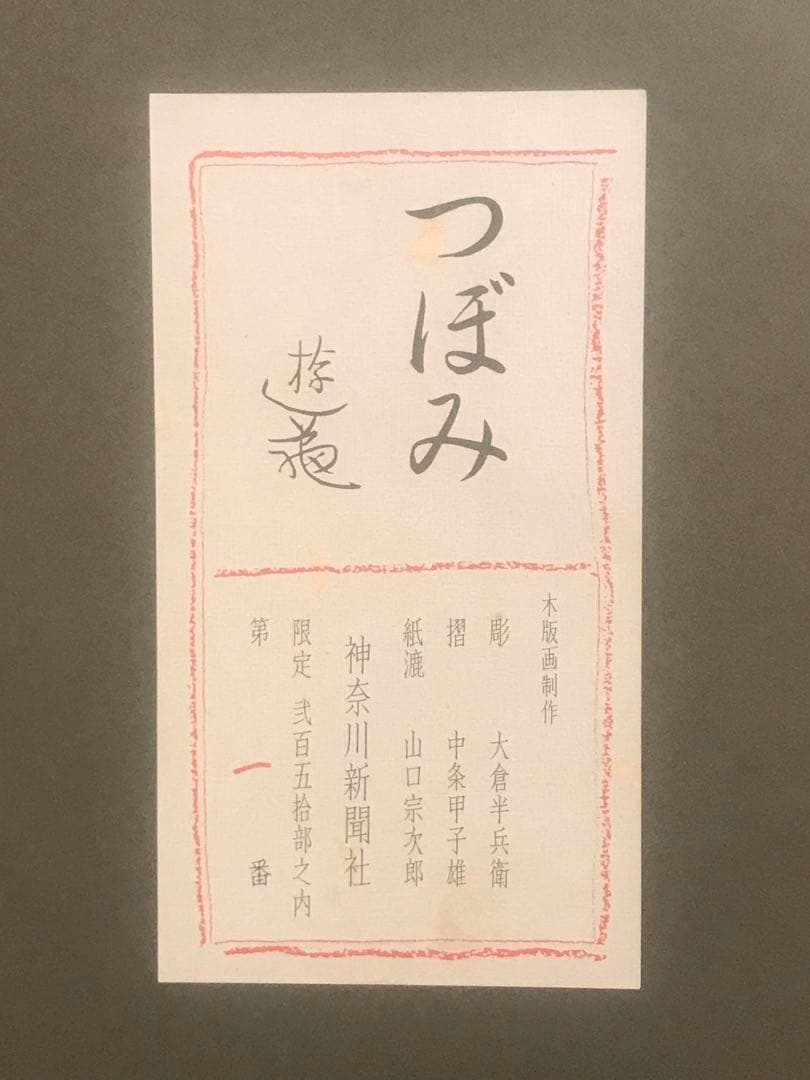 つぼみ
遊亀
木版画制作
彫 大倉半兵衛
摺 中条甲子雄
紙漉 山口宗次郎
神奈川新聞社
限定 弐百五拾部之内
第 一 番